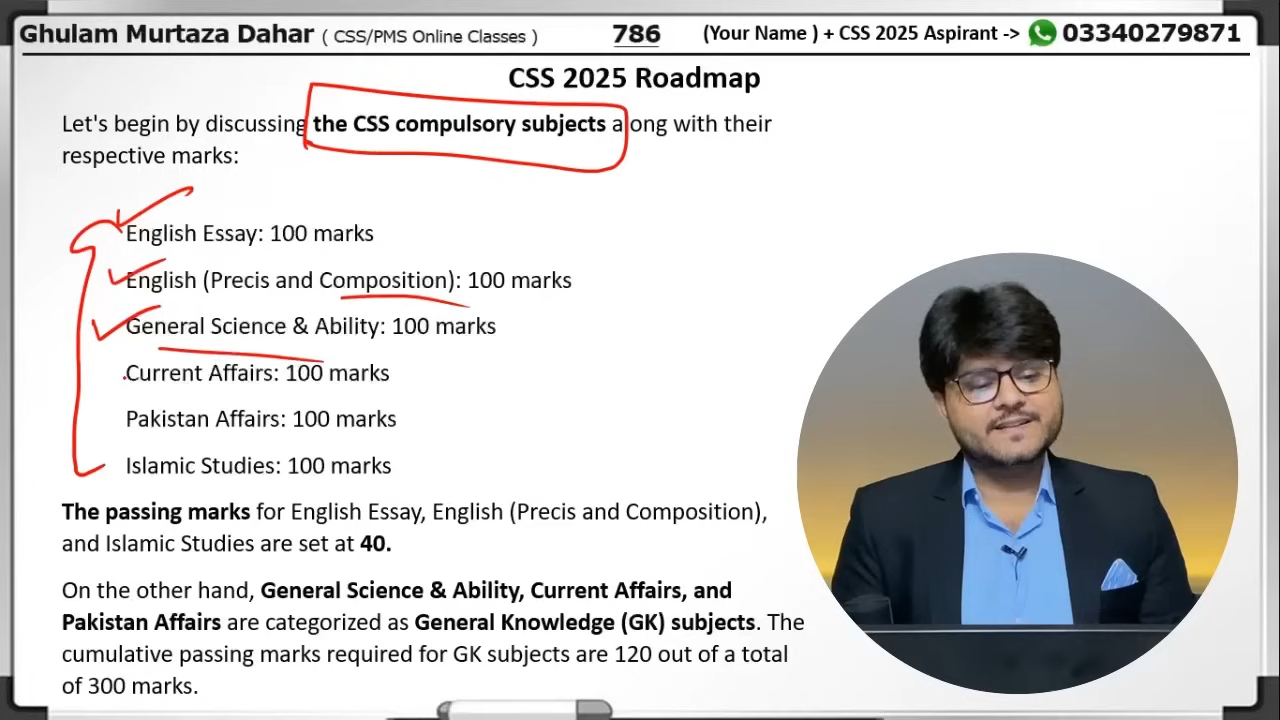 Ghulam Murtaza Dahar ( CSS/PMS Online Classes ) 786 (Your Name ) + CSS 2025 Aspirant -> 03340279871
CSS 2025 Roadmap
Let's begin by discussing the CSS compulsory subjects along with their
respective marks:
English Essay: 100 marks
English (Precis and Composition): 100 marks
General Science & Ability: 100 marks
Current Affairs: 100 marks
Pakistan Affairs: 100 marks
Islamic Studies: 100 marks
The passing marks for English Essay, English (Precis and Composition),
and Islamic Studies are set at 40.
On the other hand, General Science & Ability, Current Affairs, and
Pakistan Affairs are categorized as General Knowledge (GK) subjects. The
cumulative passing marks required for GK subjects are 120 out of a total
of 300 marks.